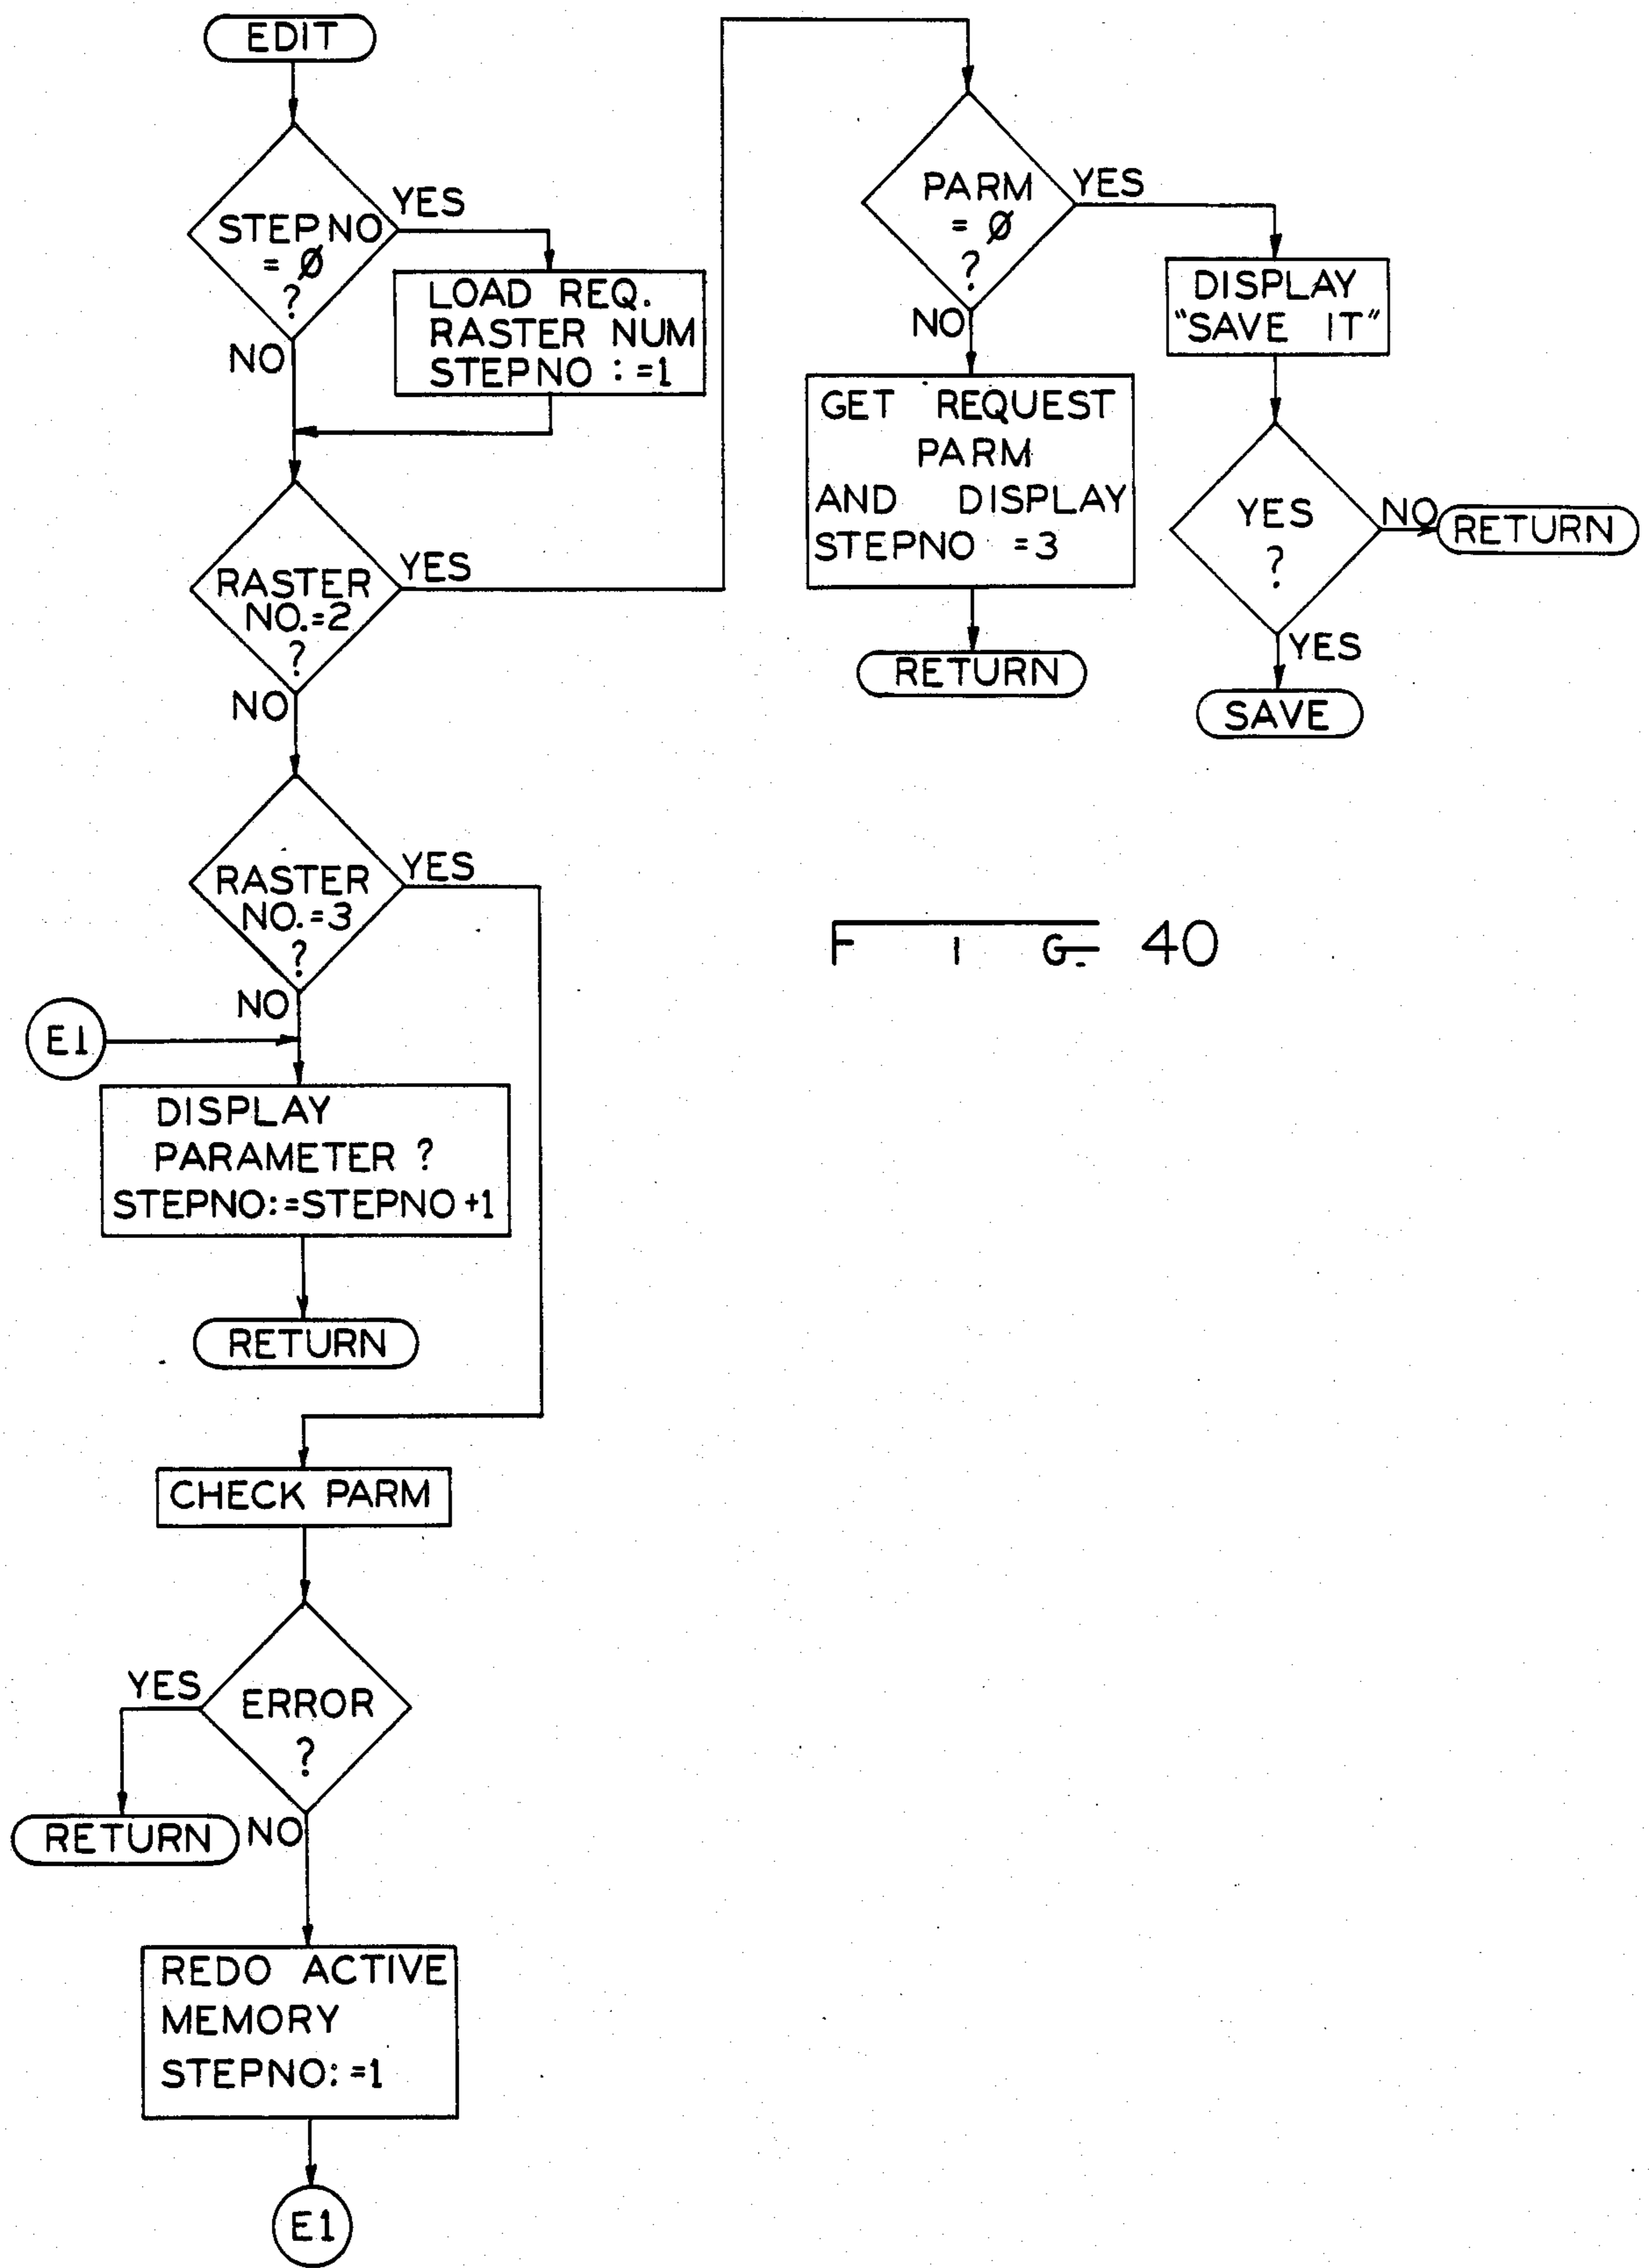 EDIT
STEPNO
= Ø
?
YES
NO
LOAD REQ.
RASTER NUM
STEPNO :=1
RASTER
NO.=2
?
YES
NO
RASTER
NO.=3
?
YES
NO
E1
DISPLAY
PARAMETER ?
STEPNO:=STEPNO+1
RETURN
CHECK PARM
ERROR
?
YES
RETURN
NO
REDO ACTIVE
MEMORY
STEPNO:=1
E1
PARM
= Ø
?
YES
NO
GET REQUEST
PARM
AND DISPLAY
STEPNO =3
RETURN
DISPLAY
"SAVE IT"
YES
?
NO
RETURN
YES
SAVE
FIG. 40